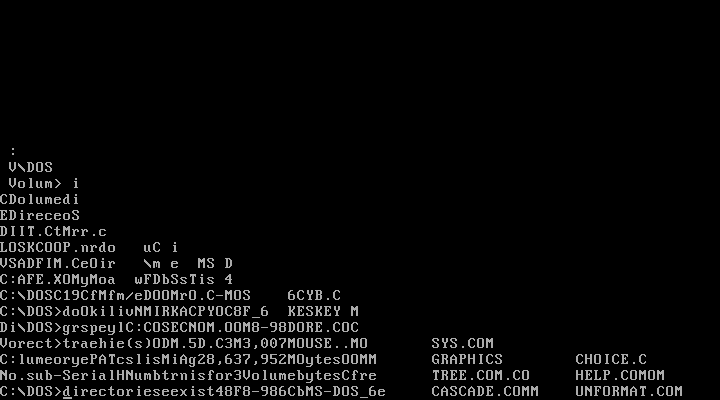 :
V\DOS
Volum> i
CDolumedi
EDireceoS
DIIT.CtMrr.c
LOSKCOOP.nrdo   uC i
VSADFIM.CeOir   \m e  MS D
C:AFE.XOMyMoa  wFDbSsTis 4
C:\DOSC19CfMfm/eDOOMrO.C-MOS    6CYB.C
C:\DOS>doOkilivNMIRKACPYOC8F_6  KESKEY M
Di\DOS>grspeylC:COSECNOM.OOM8-98DORE.COC
Vorect>traehie(s)ODM.5D.C3M3,007MOUSE..MO        SYS.COM
C:lumeoryePATcslisMiAg28,637,952MOytesOOMM       GRAPHICS          CHOICE.C
No.sub-SerialHNumbtrnisfor3VolumebytesCfre       TREE.COM.CO       HELP.COMOM
C:\DOS>directorieseexist48F8-986CbMS-DOS_6e      CASCADE.COMM      UNFORMAT.COM